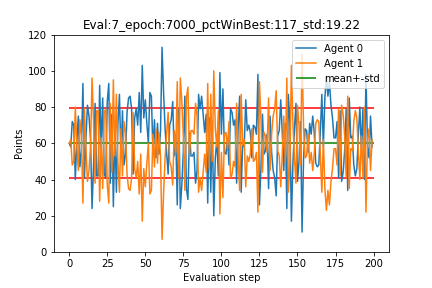 Eval:7_epoch:7000_pctWinBest:117_std:19.22
120
100
80
60
40
20
0
Points
Agent 0
Agent 1
mean+-std
0 25 50 75 100 125 150 175 200
Evaluation step